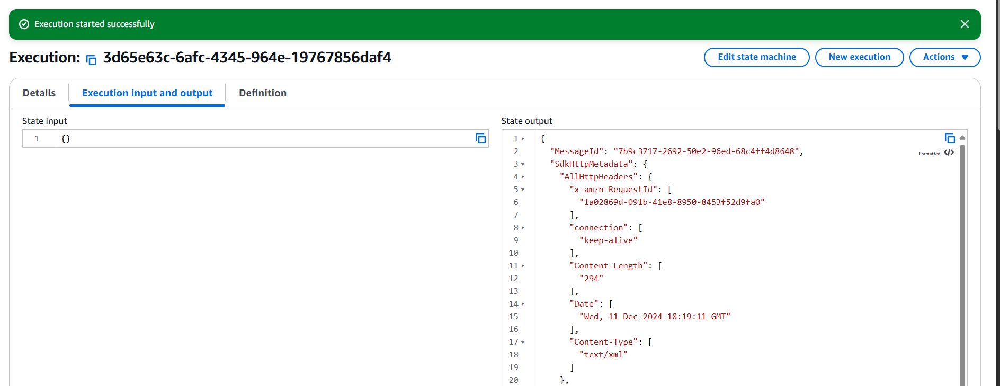 Execution started successfully
Execution: 3d65e63c-6afc-4345-964e-19767856daf4
Edit state machine
New execution
Actions
Details
Execution input and output
Definition
State input
1 {}
State output
1 {
2 "MessageId": "7b9c3717-2692-50e2-96ed-68c4ff4d8648",
Formatted
3 "SdkHttpMetadata": {
4 "AllHttpHeaders": {
5 "x-amzn-RequestId": [
6 "1a02869d-091b-41e8-8950-8453f52d9fa0"
7 ],
8 "connection": [
9 "keep-alive"
10 ],
11 "Content-Length": [
12 "294"
13 ],
14 "Date": [
15 "Wed, 11 Dec 2024 18:19:11 GMT"
16 ],
17 "Content-Type": [
18 "text/xml"
19 ]
20 },